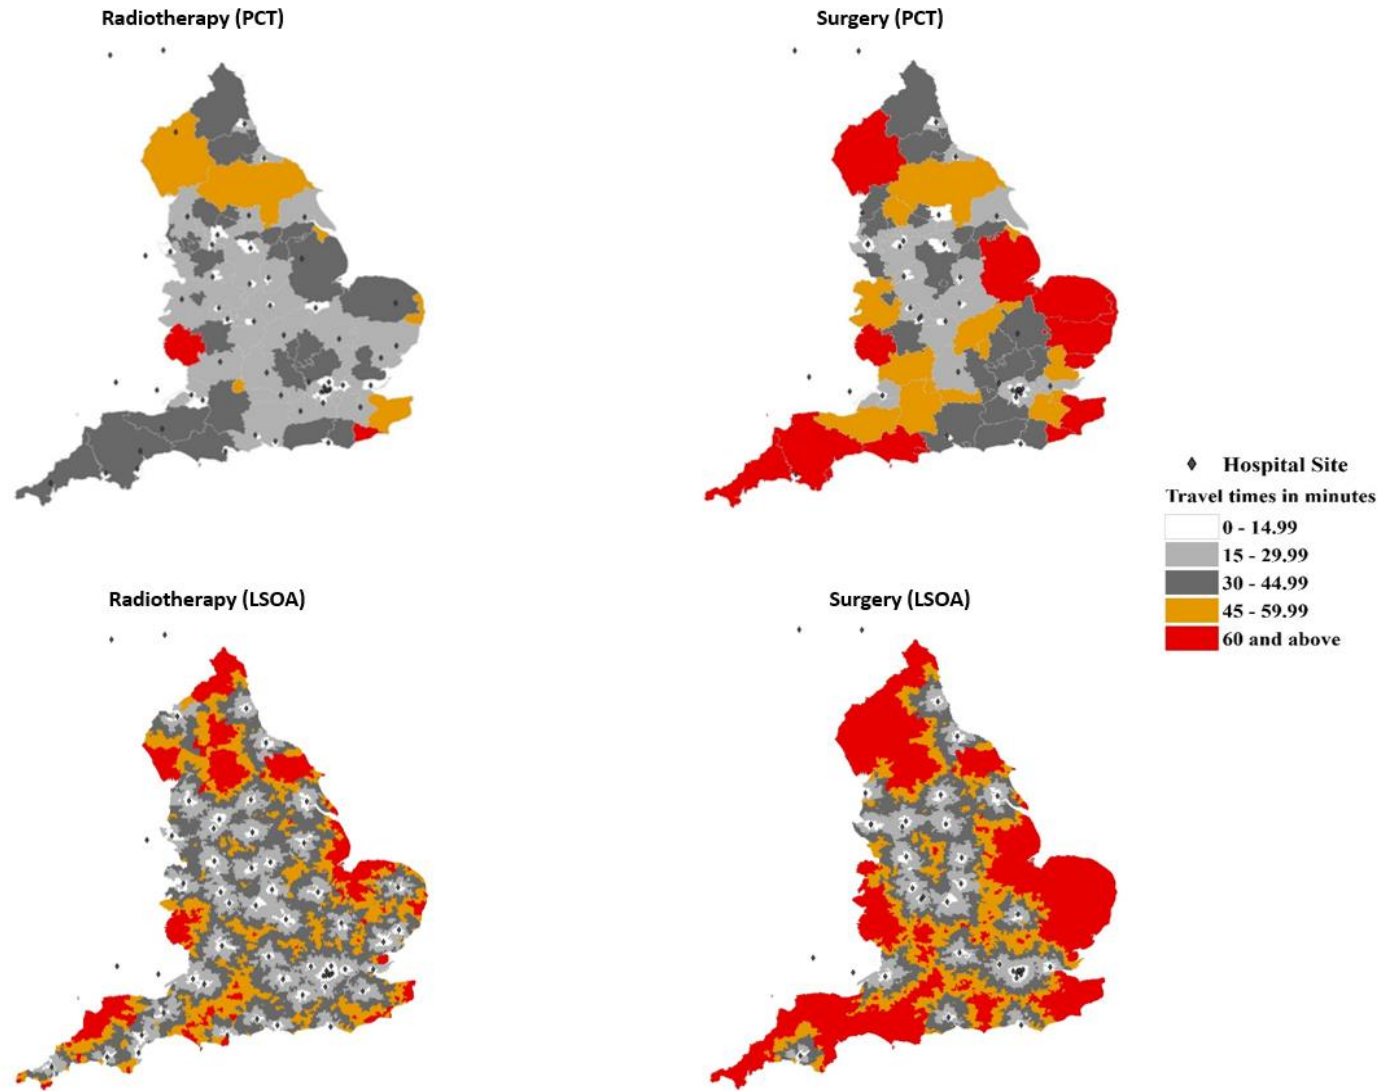 Radiotherapy (PCT)
Surgery (PCT)
Hospital Site
Travel times in minutes
0 - 14.99
15 - 29.99
30 - 44.99
45 - 59.99
60 and above
Radiotherapy (LSOA)
Surgery (LSOA)